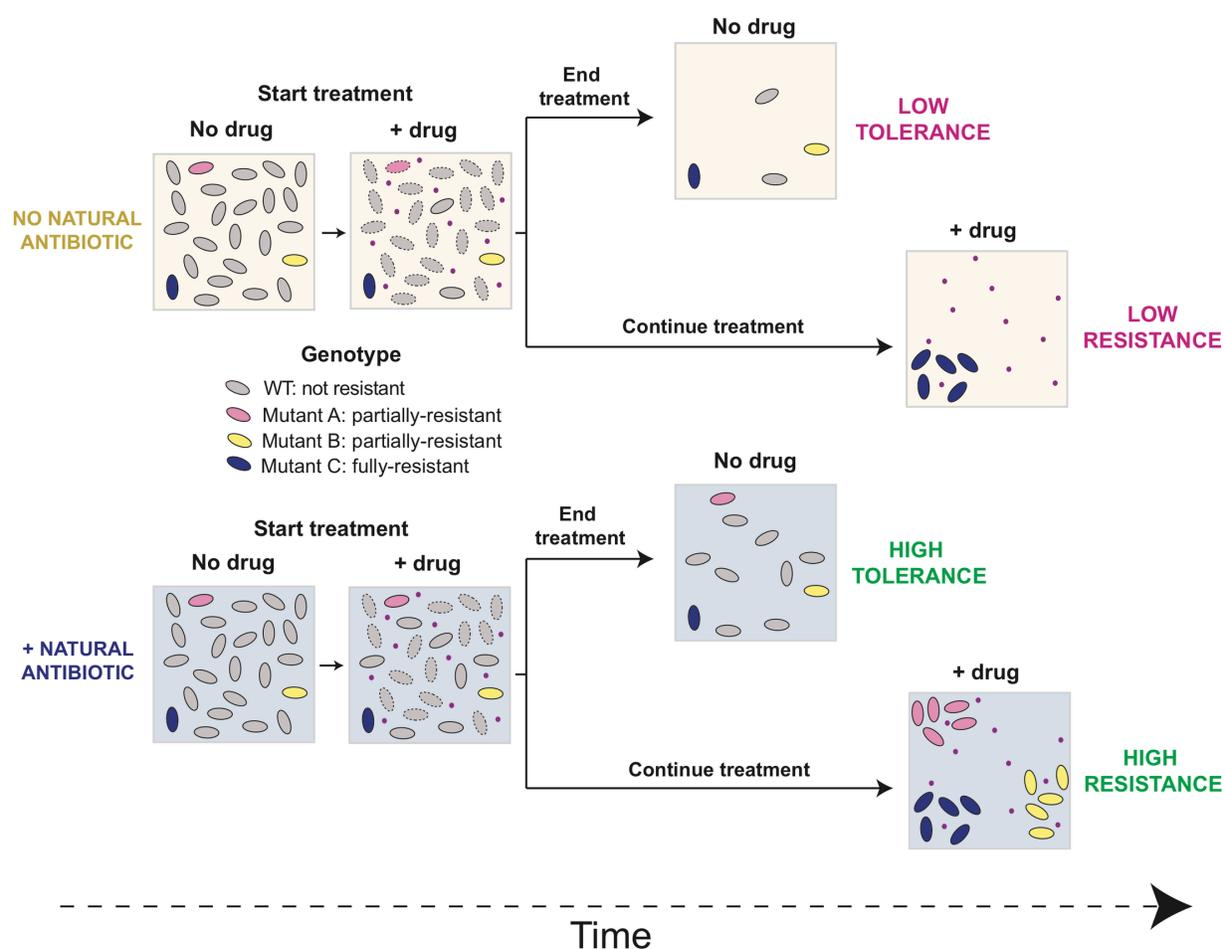 No drug
End
treatment
LOW
TOLERANCE
Start treatment
No drug
+ drug
NO NATURAL
ANTIBIOTIC
+ drug
Continue treatment
LOW
RESISTANCE
Genotype
WT: not resistant
Mutant A: partially-resistant
Mutant B: partially-resistant
Mutant C: fully-resistant
No drug
End
treatment
HIGH
TOLERANCE
Start treatment
No drug
+ drug
+ NATURAL
ANTIBIOTIC
+ drug
Continue treatment
HIGH
RESISTANCE
Time